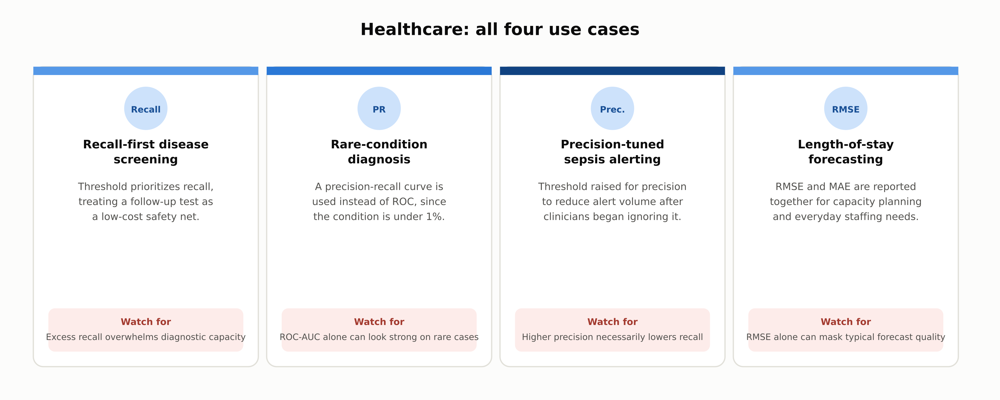 Healthcare: all four use cases
Recall
Recall-first disease
screening
Threshold prioritizes recall,
treating a follow-up test as
a low-cost safety net.
Watch for
Excess recall overwhelms diagnostic capacity
PR
Rare-condition
diagnosis
A precision-recall curve is
used instead of ROC, since
the condition is under 1%.
Watch for
ROC-AUC alone can look strong on rare cases
Prec.
Precision-tuned
sepsis alerting
Threshold raised for precision
to reduce alert volume after
clinicians began ignoring it.
Watch for
Higher precision necessarily lowers recall
RMSE
Length-of-stay
forecasting
RMSE and MAE are reported
together for capacity planning
and everyday staffing needs.
Watch for
RMSE alone can mask typical forecast quality